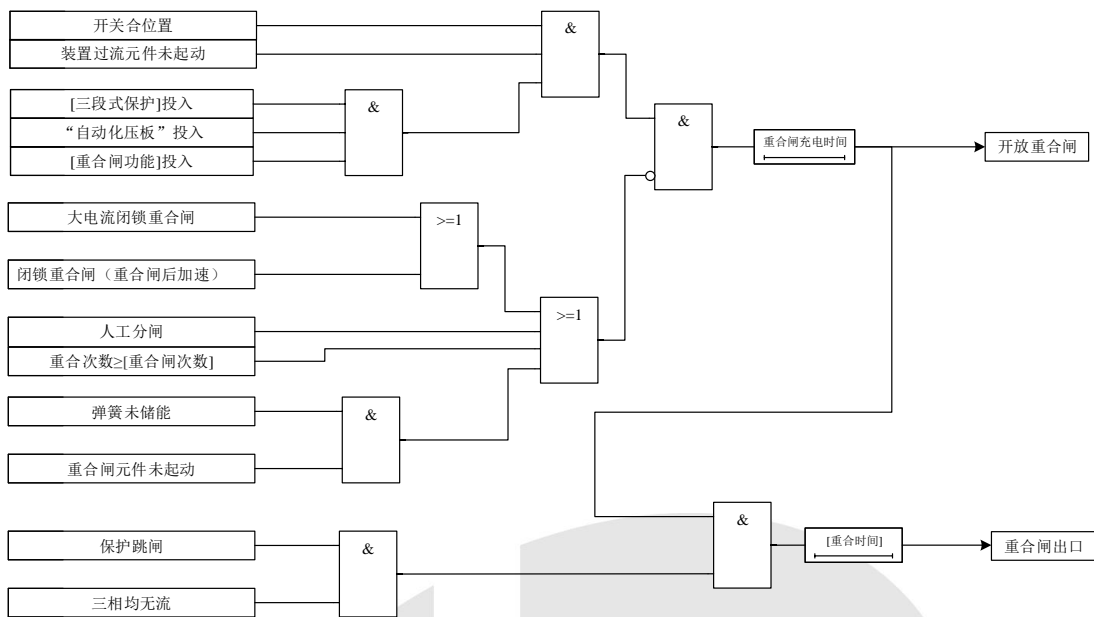 开关合位置
&
装置过流元件未起动
[三段式保护]投入
&
&
“自动化压板”投入
[重合闸功能]投入
重合闸充电时间
开放重合闸
大电流闭锁重合闸
>=1
闭锁重合闸（重合闸后加速）
人工分闸
>=1
重合次数≥[重合闸次数]
弹簧未储能
&
重合闸元件未起动
&
保护跳闸
&
[重合时间]
重合闸出口
三相均无流